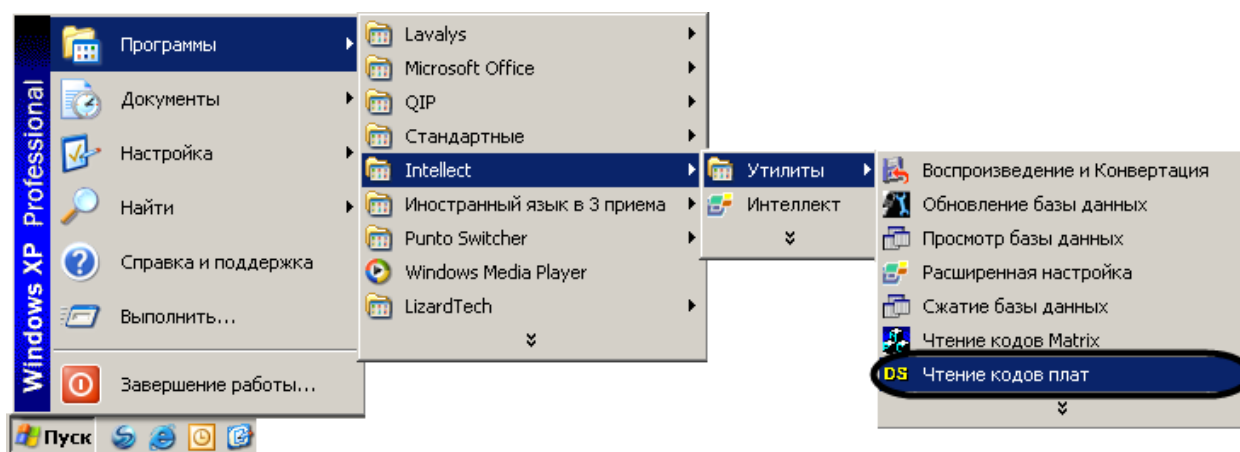 Windows XP Professional
Программы
Документы
Настройка
Найти
Справка и поддержка
Выполнить...
Завершение работы...
Пуск
Lavalys
Microsoft Office
QIP
Стандартные
Intellect
Иностранный язык в 3 приема
Punto Switcher
Windows Media Player
LizardTech
Утилиты
Интеллект
Воспроизведение и Конвертация
Обновление базы данных
Просмотр базы данных
Расширенная настройка
Сжатие базы данных
Чтение кодов Matrix
DS Чтение кодов плат